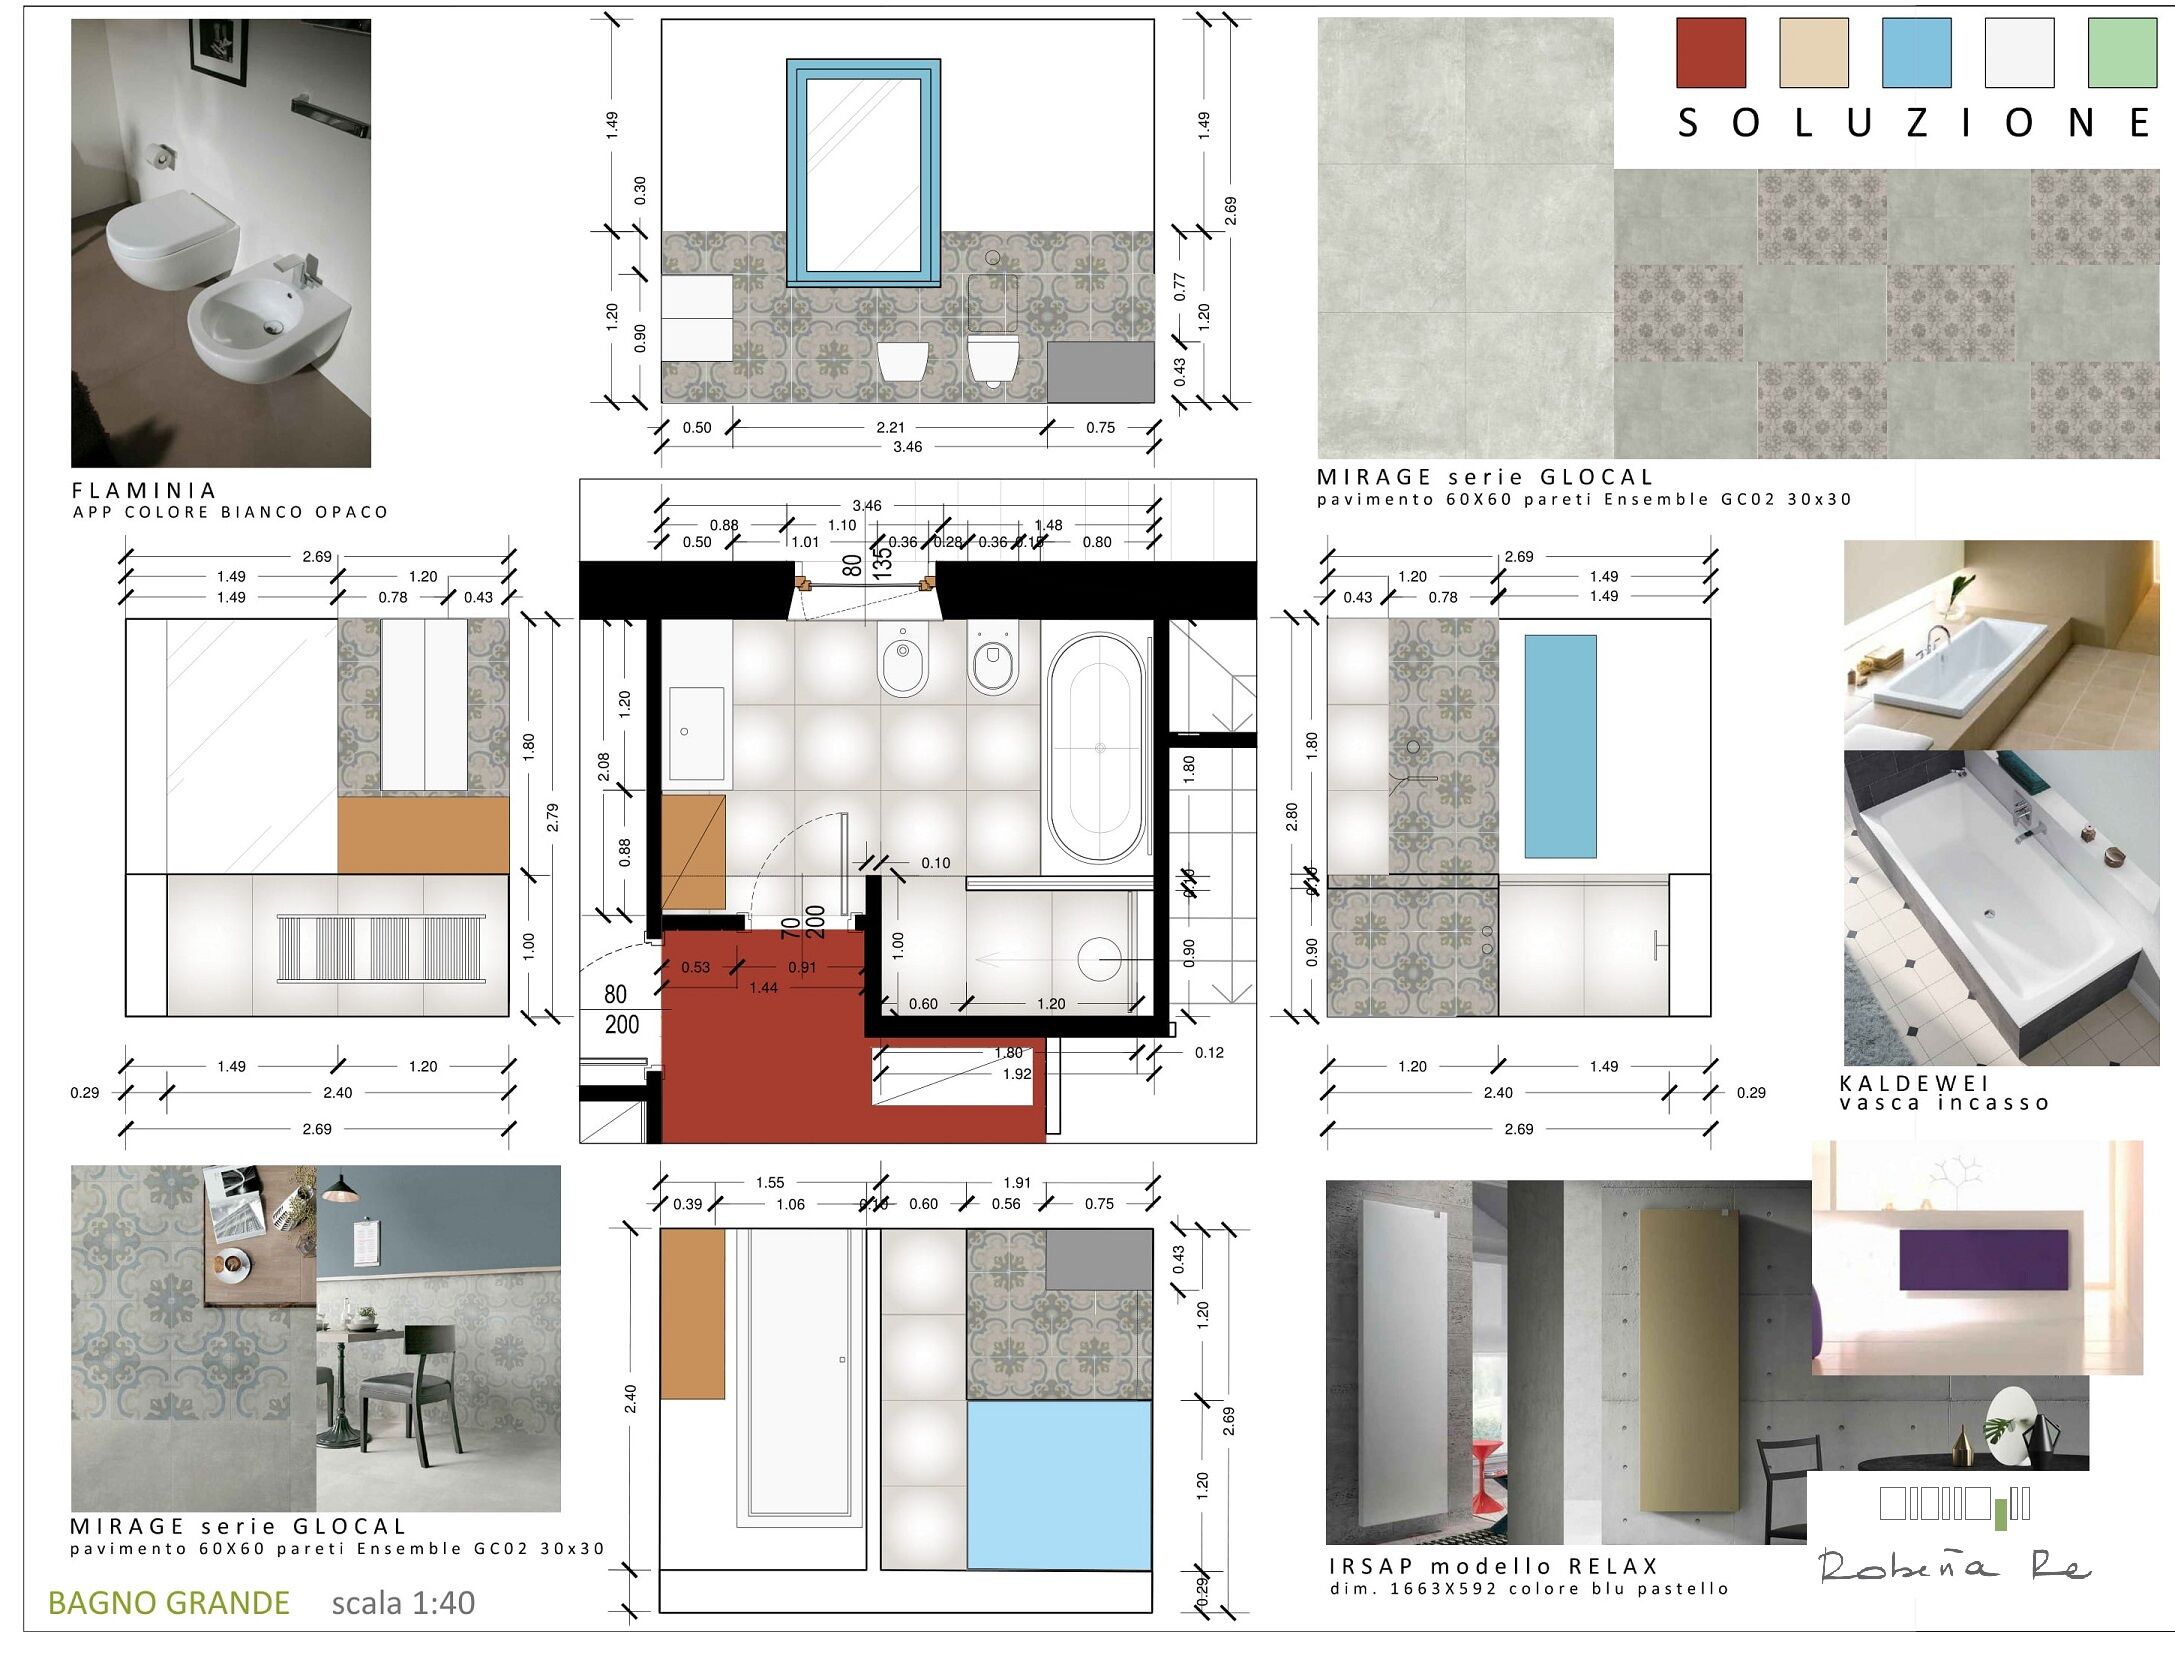 SOLUZIONE
1.49
0.30
1.20
0.90
1.49
2.69
0.77
1.20
0.43
0.50 2.21 0.75
3.46
FLAMINIA
APP COLORE BIANCO OPACO
MIRAGE serie GLOCAL
pavimento 60X60 pareti Ensemble GC02 30x30
3.46
0.88 1.10 1.48
0.50 1.01 0.36 0.28 0.36 0.80
80
135
2.69
1.49 1.20
1.49 0.78 0.43
1.80
2.79
1.00
1.49 1.20
0.29 2.40
2.69
1.20
2.08
0.88
0.10
70
200
1.00
0.53 0.91
1.44
80
200
0.60 1.20
1.80
1.92
0.12
1.80
0.90
2.69
1.20 1.49
0.43 0.78 1.49
1.80
2.80
0.90
1.20 1.49
2.40 0.29
2.69
KALDEWEI
vasca incasso
1.55 1.91
0.39 1.06 0.60 0.56 0.75
2.40
0.43
1.20
2.69
1.20
0.29
MIRAGE serie GLOCAL
pavimento 60X60 pareti Ensemble GC02 30x30
IRSAP modello RELAX
dim. 1663X592 colore blu pastello
BAGNO GRANDE scala 1:40